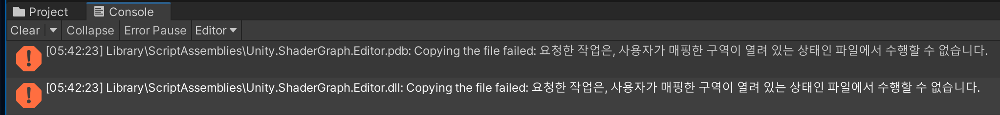 Project Console
Clear Collapse Error Pause Editor
[05:42:23] Library\ScriptAssemblies\Unity.ShaderGraph.Editor.pdb: Copying the file failed: 요청한 작업은, 사용자가 매핑한 구역이 열려 있는 상태인 파일에서 수행할 수 없습니다.
[05:42:23] Library\ScriptAssemblies\Unity.ShaderGraph.Editor.dll: Copying the file failed: 요청한 작업은, 사용자가 매핑한 구역이 열려 있는 상태인 파일에서 수행할 수 없습니다.